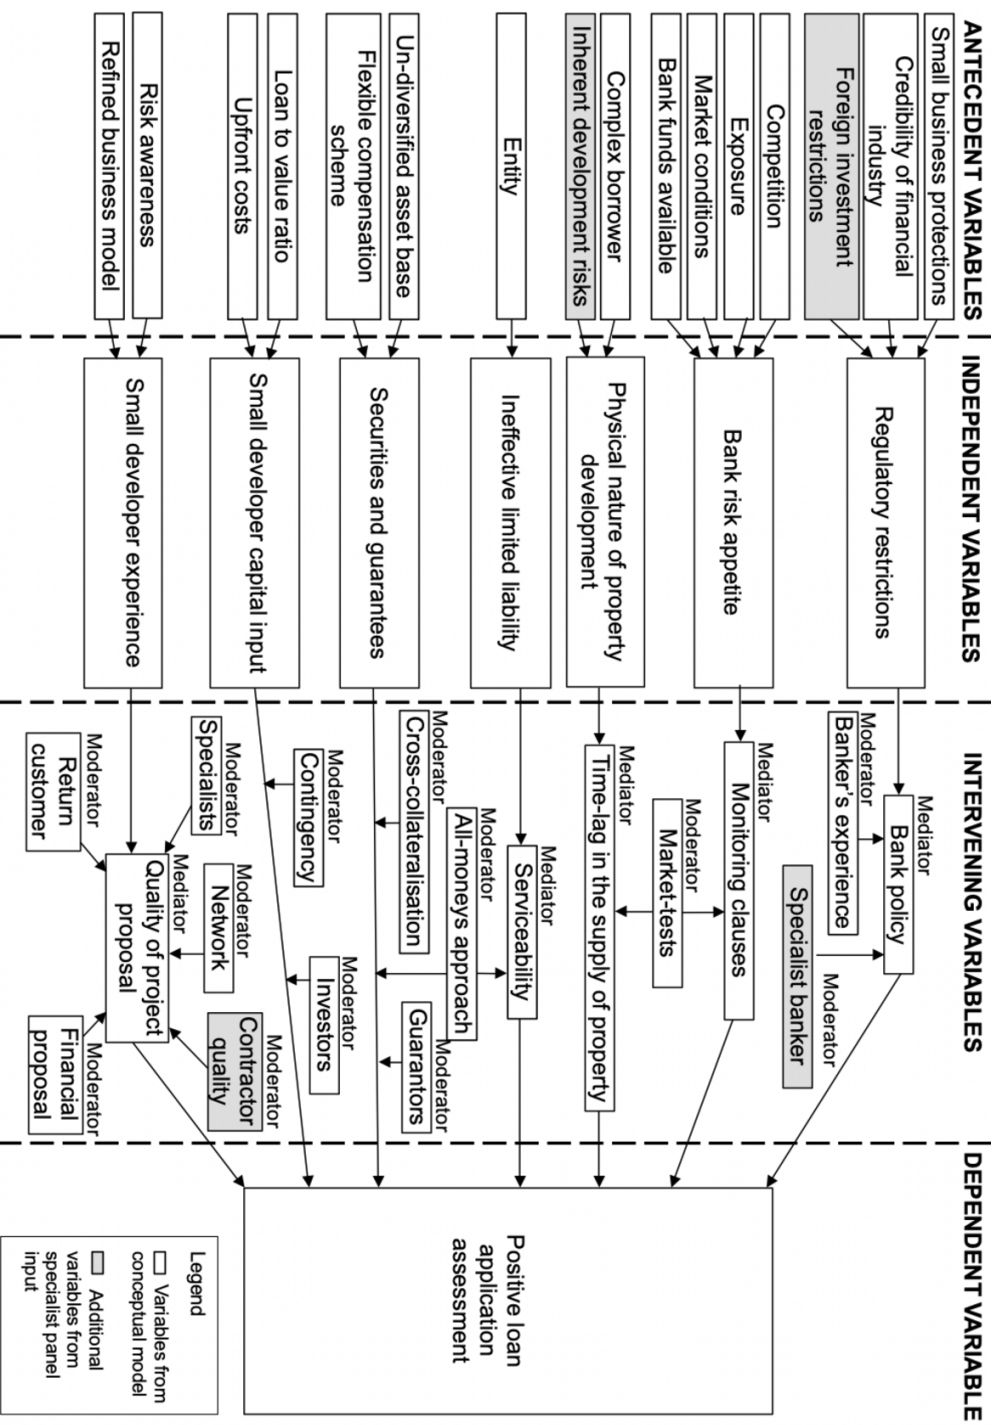 ANTECEDENT VARIABLES
Small business protections
Credibility of financial
industry
Foreign investment
restrictions
Competition
Exposure
Market conditions
Bank funds available
Complex borrower
Inherent development risks
Entity
Un-diversified asset base
Flexible compensation
scheme
Loan to value ratio
Upfront costs
Risk awareness
Refined business model
INDEPENDENT VARIABLES
Regulatory restrictions
Bank risk appetite
Physical nature of property
development
Ineffective limited liability
Securities and guarantees
Small developer capital input
Small developer experience
INTERVENING VARIABLES
Mediator
Bank policy
Moderator
Banker's experience
Moderator
Specialist banker
Mediator
Monitoring clauses
Moderator
Market-tests
Mediator
Time-lag in the supply of property
Mediator
Serviceability
Moderator
All-moneys approach
Moderator
Cross-collateralisation
Moderator
Guarantors
Moderator
Contingency
Moderator
Investors
Moderator
Specialists
Moderator
Network
Moderator
Contractor
quality
Mediator
Quality of project
proposal
Moderator
Return
customer
Moderator
Financial
proposal
DEPENDENT VARIABLE
Positive loan
application
assessment
Legend
Variables from
conceptual model
Additional
variables from
specialist panel
input